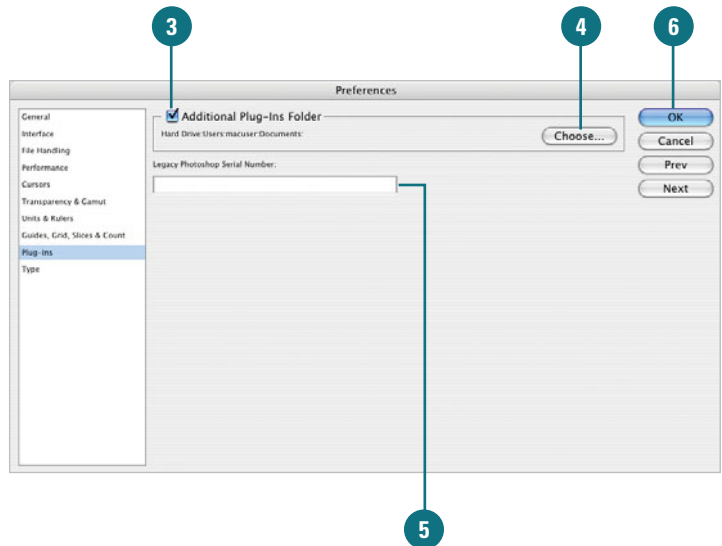 3
4
6
Preferences
General
Interface
File Handling
Performance
Cursors
Transparency & Gamut
Units & Rulers
Guides, Grid, Slices & Count
Plug-ins
Type
Additional Plug-Ins Folder
Hard Drive:Users:macuser:Documents:
Choose...
Legacy Photoshop Serial Number:
OK
Cancel
Prev
Next
5